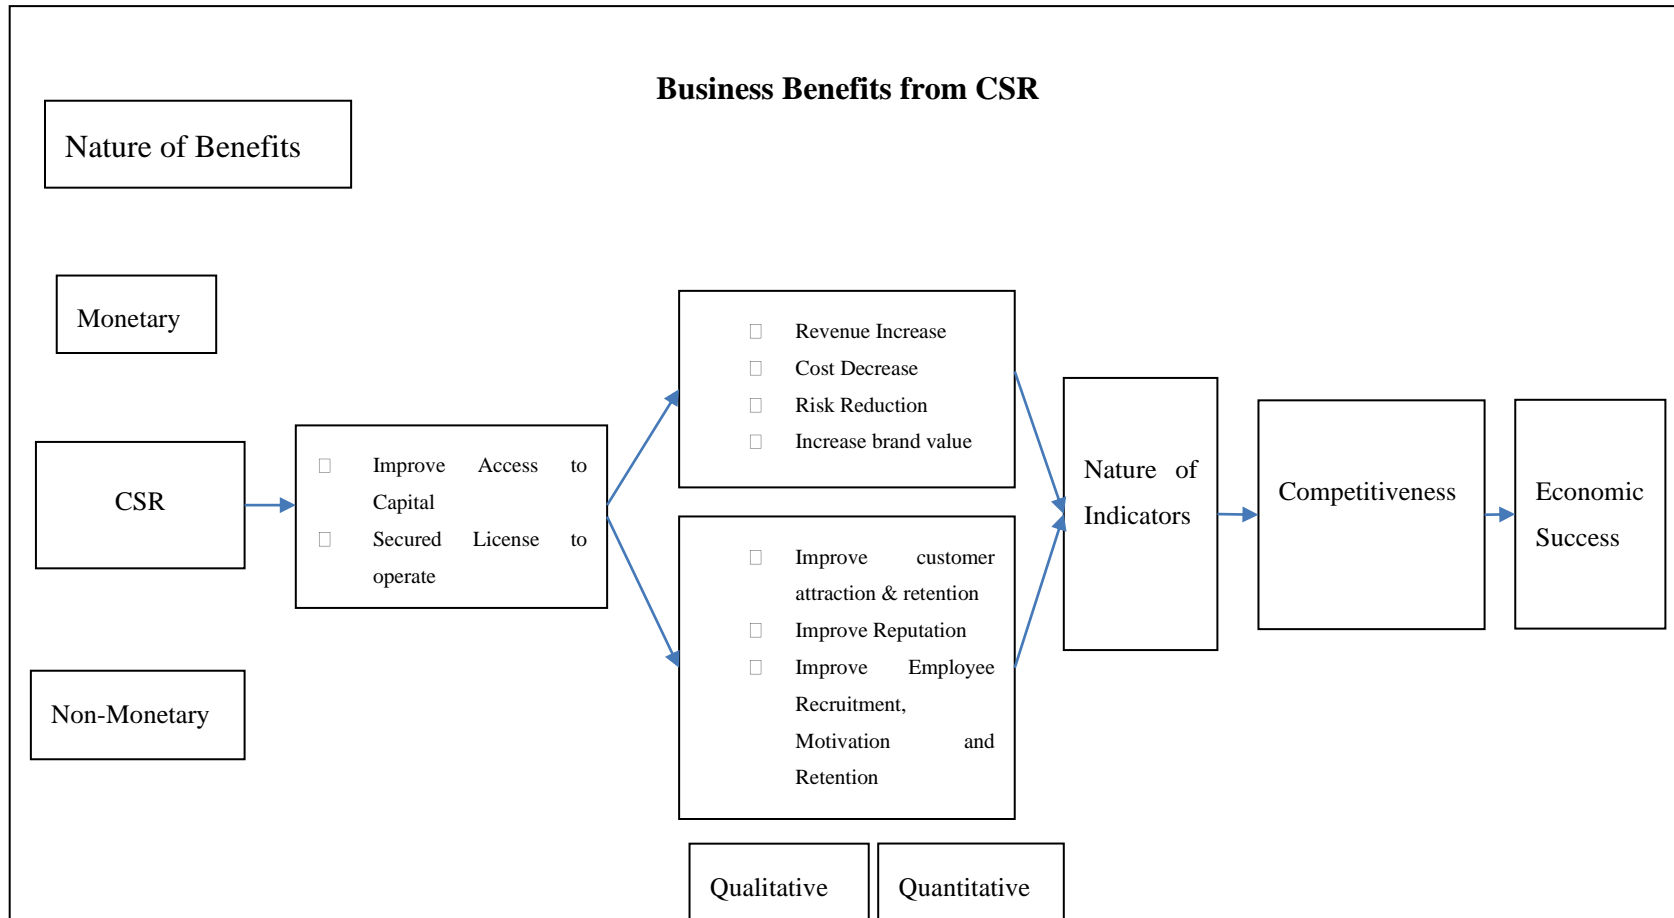 Business Benefits from CSR
Nature of Benefits
Monetary
CSR
Non-Monetary
Improve Access to
Capital
Secured License to
operate
Revenue Increase
Cost Decrease
Risk Reduction
Increase brand value
Improve customer
attraction & retention
Improve Reputation
Improve Employee
Recruitment,
Motivation and
Retention
Qualitative
Quantitative
Nature of
Indicators
Competitiveness
Economic
Success